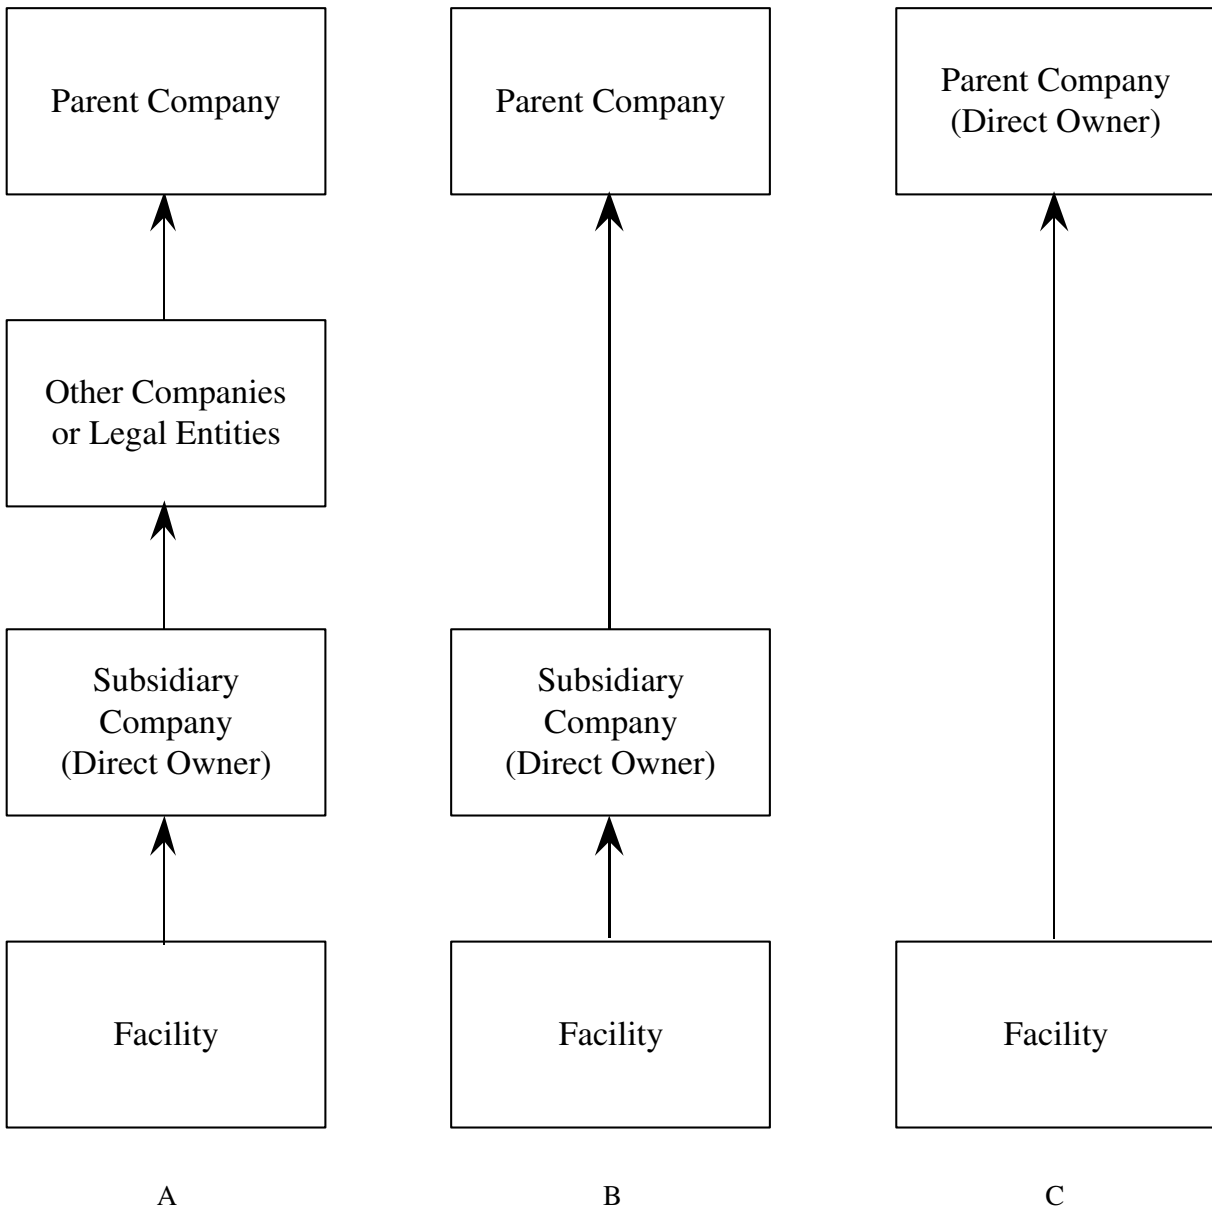 Parent Company
Other Companies
or Legal Entities
Subsidiary
Company
(Direct Owner)
Facility
A
Parent Company
Subsidiary
Company
(Direct Owner)
Facility
B
Parent Company
(Direct Owner)
Facility
C